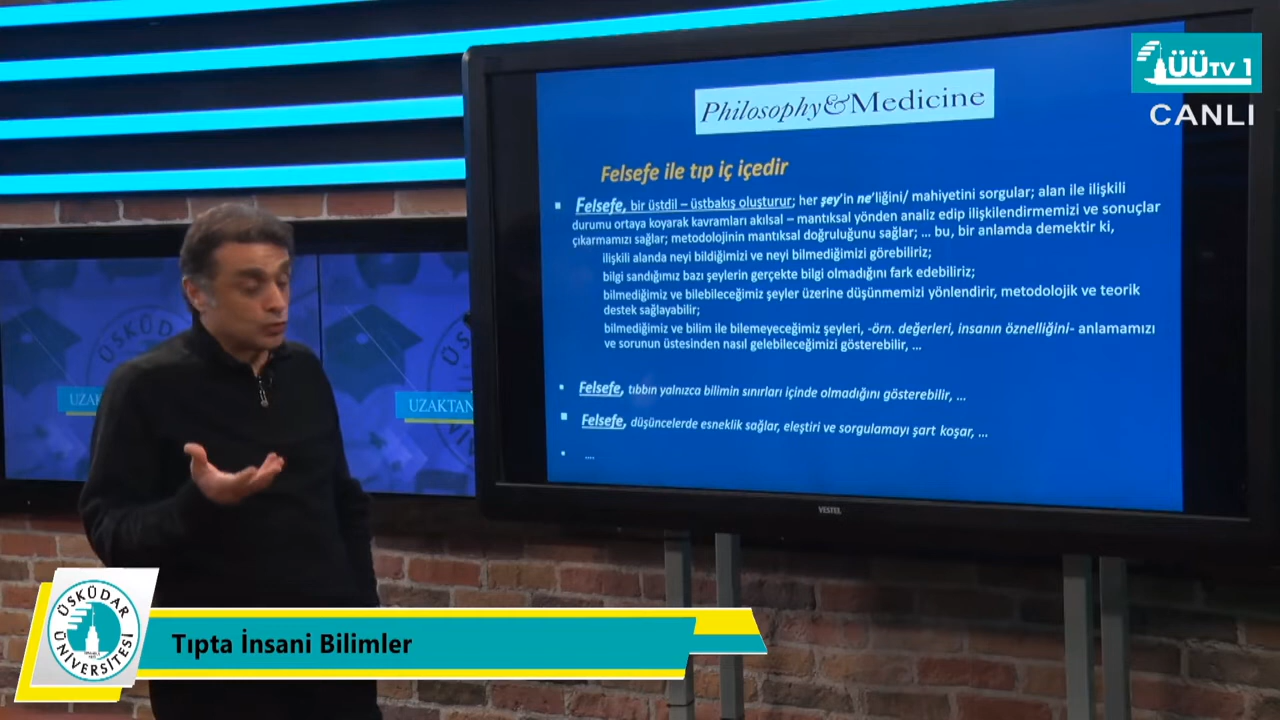 ÜÜTV 1
CANLI
Philosophy&Medicine
Felsefe ile tıp iç içedir
▪ Felsefe, bir üstdil – üstbakış oluşturur; her şey'in ne'liğini/ mahiyetini sorgular; alan ile ilişkili
durumu ortaya koyarak kavramları akılsal – mantıksal yönden analiz edip ilişkilendirmemizi ve sonuçlar
çıkarmamızı sağlar; metodolojinin mantıksal doğruluğunu sağlar; ... bu, bir anlamda demektir ki,
ilişkili alanda neyi bildiğimizi ve neyi bilmediğimizi görebiliriz;
bilgi sandığımız bazı şeylerin gerçekte bilgi olmadığını fark edebiliriz;
bilmediğimiz ve bilebileceğimiz şeyler üzerine düşünmemizi yönlendirir, metodolojik ve teorik
destek sağlayabilir;
bilmediğimiz ve bilim ile bilemeyeceğimiz şeyleri, -örn. değerleri, insanın öznelliğini- anlamamızı
ve sorunun üstesinden nasıl gelebileceğimizi gösterebilir, ...
▪ Felsefe, tıbbın yalnızca bilimin sınırları içinde olmadığını gösterebilir, ...
▪ Felsefe, düşüncelerde esneklik sağlar, eleştiri ve sorgulamayı şart koşar, ...
▪ ....
UZAKTAN
VESTEL
ÜSKÜDAR
ÜNİVERSİTESİ
Tıpta İnsani Bilimler